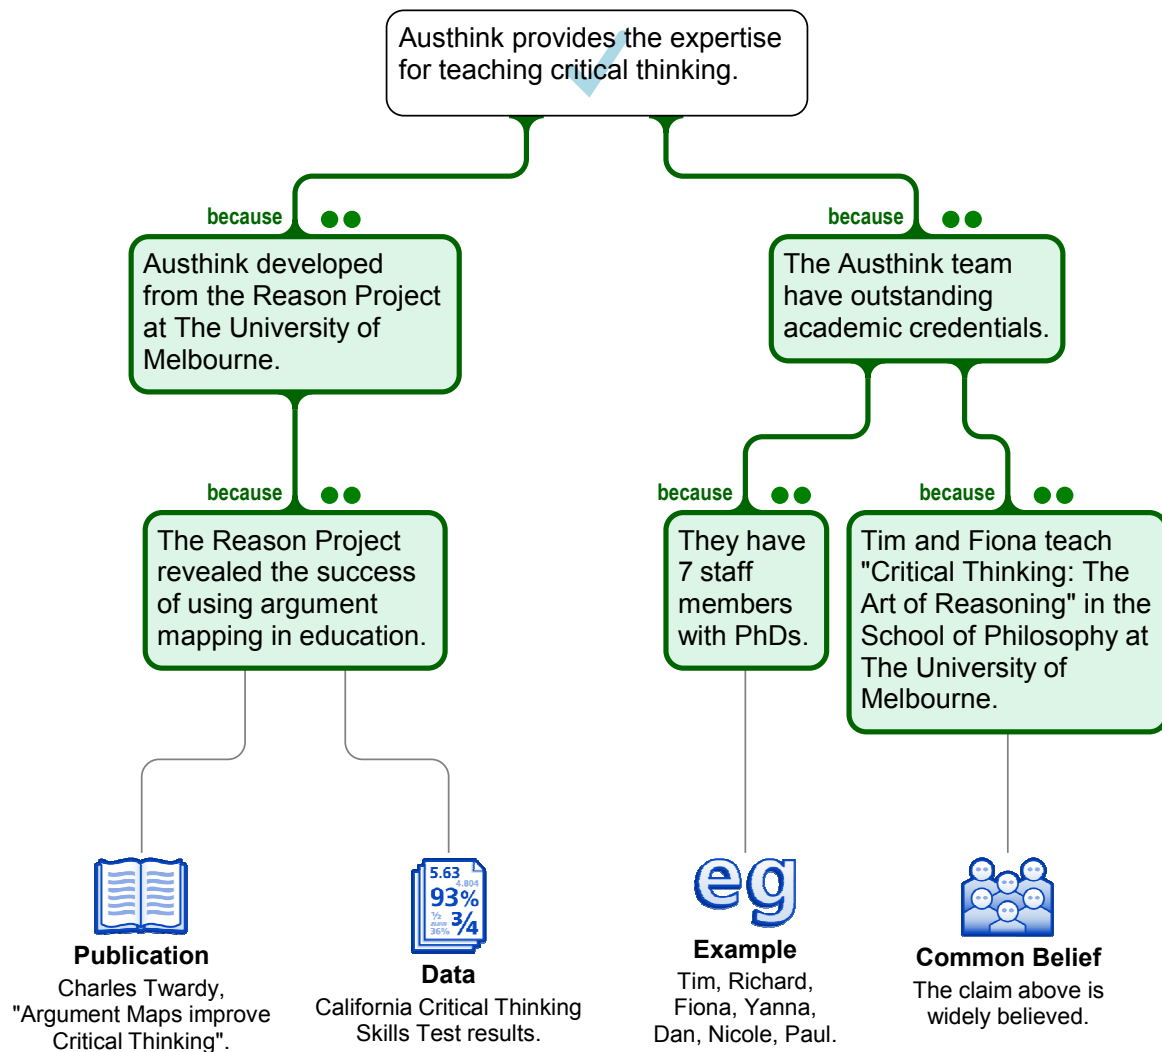 Austhink provides the expertise
for teaching critical thinking.
because
Austhink developed
from the Reason Project
at The University of
Melbourne.
because
The Austhink team
have outstanding
academic credentials.
because
The Reason Project
revealed the success
of using argument
mapping in education.
because
They have
7 staff
members
with PhDs.
because
Tim and Fiona teach
"Critical Thinking: The
Art of Reasoning" in the
School of Philosophy at
The University of
Melbourne.
Publication
Charles Twardy,
"Argument Maps improve
Critical Thinking".
5.63
4.804
93%
½
¾
36%
Data
California Critical Thinking
Skills Test results.
eg
Example
Tim, Richard,
Fiona, Yanna,
Dan, Nicole, Paul.
Common Belief
The claim above is
widely believed.